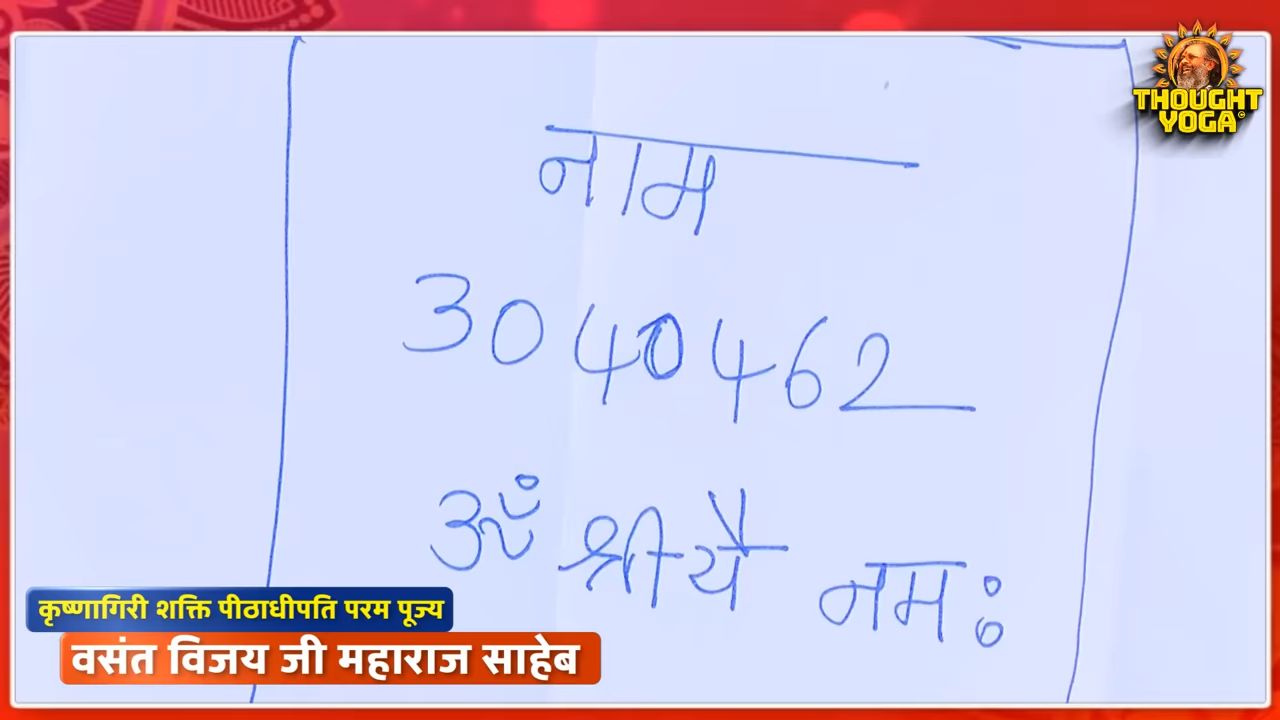 THOUGHT
YOGA
नाम
3040462
ॐ श्रीयै नमः
कृष्णागिरी शक्ति पीठाधीपति परम पूज्य
वसंत विजय जी महाराज साहेब